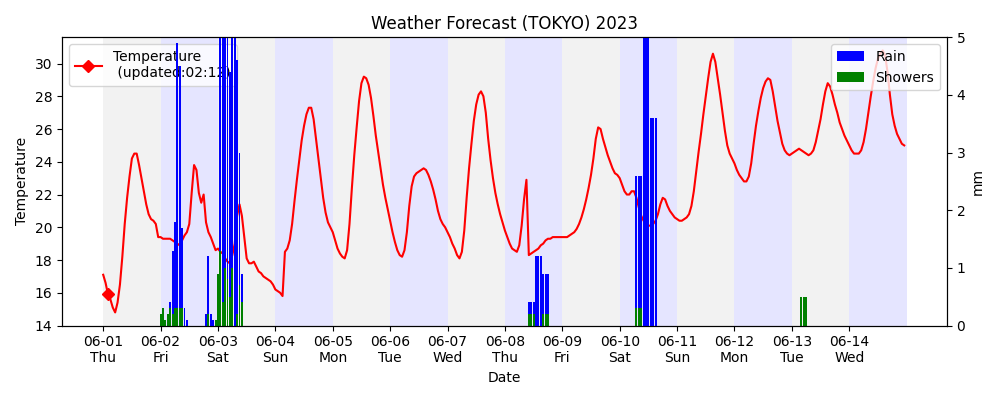 Weather Forecast (TOKYO) 2023
Temperature
(updated:02:12)
Rain
Showers
30
28
26
24
22
20
18
16
14
Temperature
5
4
3
2
1
0
mm
06-01 06-02 06-03 06-04 06-05 06-06 06-07 06-08 06-09 06-10 06-11 06-12 06-13 06-14
Thu Fri Sat Sun Mon Tue Wed Thu Fri Sat Sun Mon Tue Wed
Date